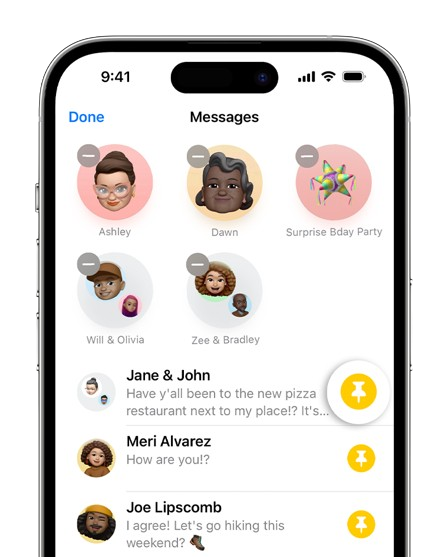 9:41
Done
Messages
Ashley
Dawn
Surprise Bday Party
Will & Olivia
Zee & Bradley
Jane & John
Have y'all been to the new pizza
restaurant next to my place!? It's...
Meri Alvarez
How are you!?
Joe Lipscomb
I agree! Let's go hiking this
weekend? 🥾